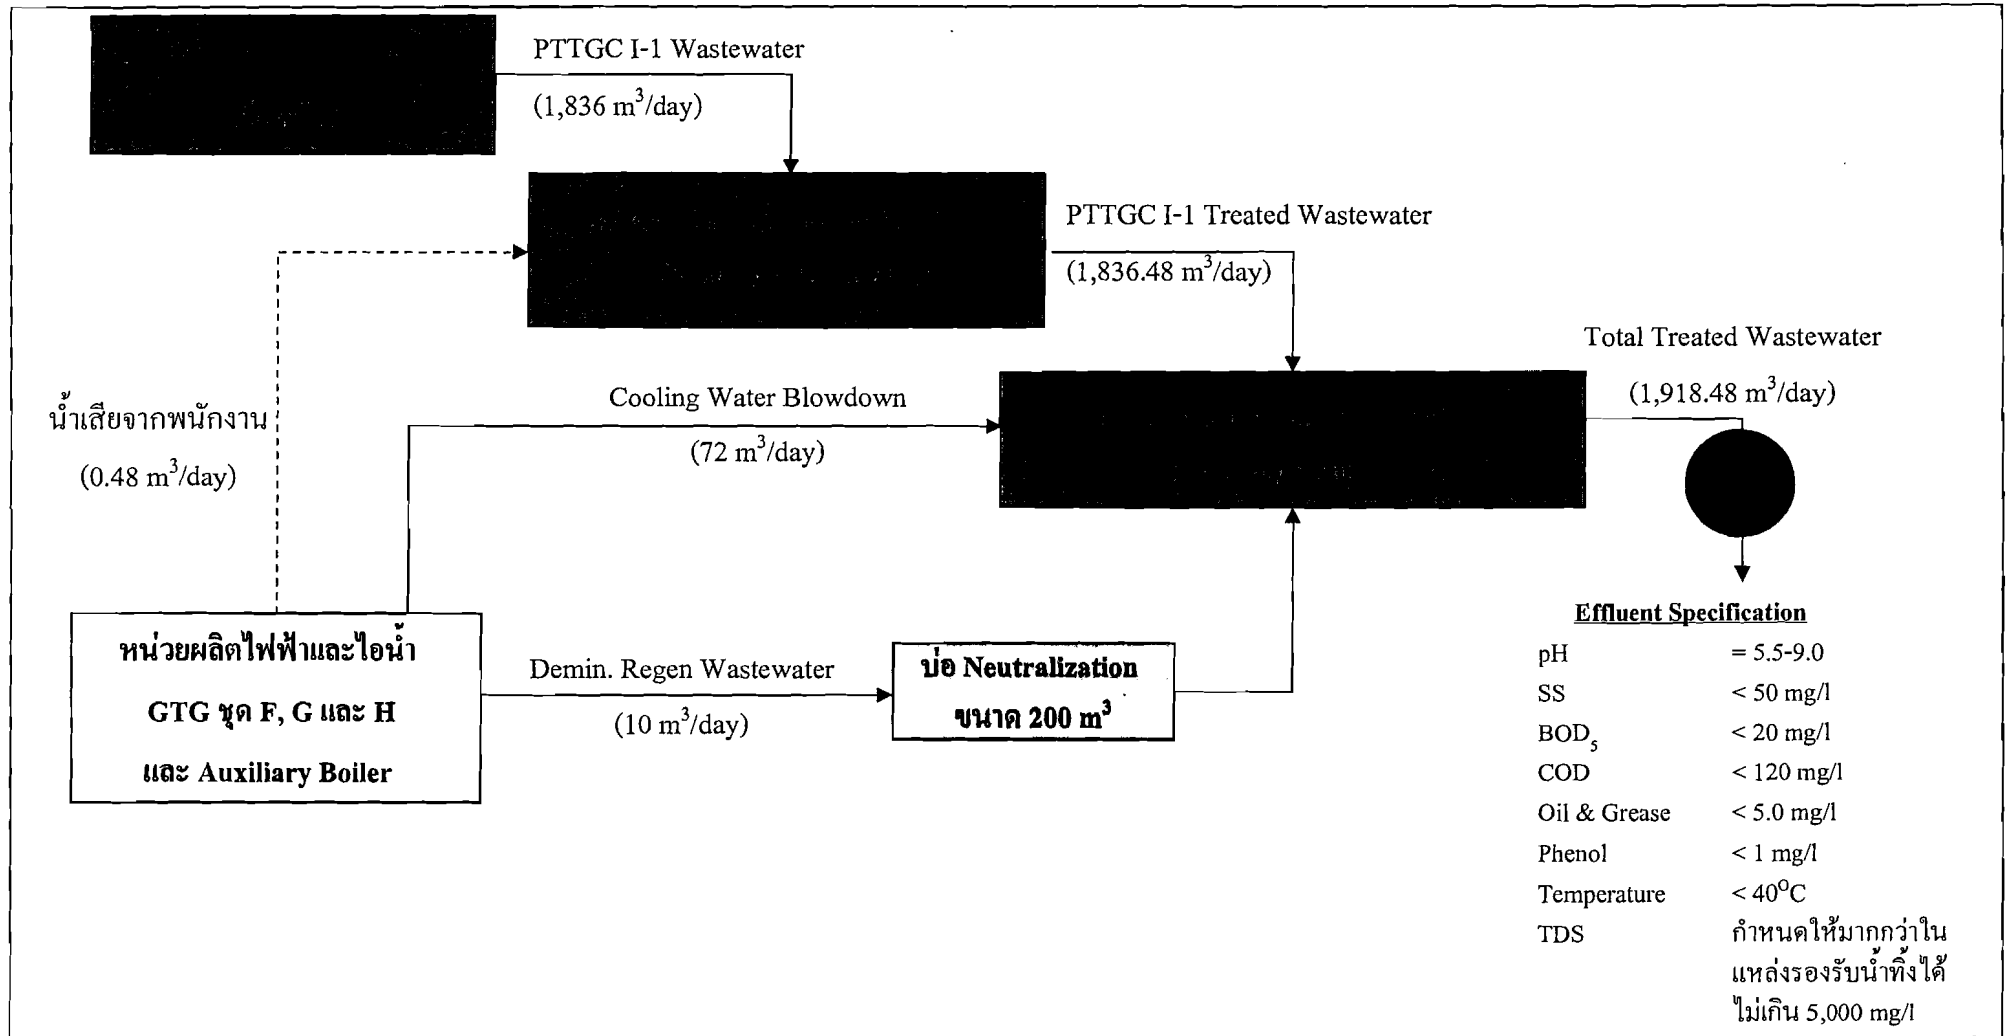 PTTGC I-1 Wastewater
(1,836 m³/day)
PTTGC I-1 Treated Wastewater
(1,836.48 m³/day)
Total Treated Wastewater
(1,918.48 m³/day)
Cooling Water Blowdown
(72 m³/day)
น้ำเสียจากพนักงาน
(0.48 m³/day)
หน่วยผลิตไฟฟ้าและไอน้ำ
GTG ชุด F, G และ H
และ Auxiliary Boiler
Demin. Regen Wastewater
(10 m³/day)
บ่อ Neutralization
ขนาด 200 m³
Effluent Specification
pH = 5.5-9.0
SS < 50 mg/l
BOD₅ < 20 mg/l
COD < 120 mg/l
Oil & Grease < 5.0 mg/l
Phenol < 1 mg/l
Temperature < 40°C
TDS กำหนดให้มากกว่าใน
แหล่งรองรับน้ำทิ้งได้
ไม่เกิน 5,000 mg/l